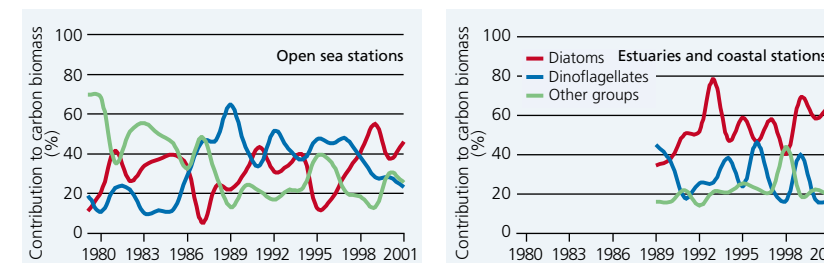 Contribution to carbon biomass
(%)
100
80
60
40
20
0
Open sea stations
1980 1983 1986 1989 1992 1995 1998 2001
Contribution to carbon biomass
(%)
100
80
60
40
20
0
Estuaries and coastal stations
Diatoms
Dinoflagellates
Other groups
1980 1983 1986 1989 1992 1995 1998 20